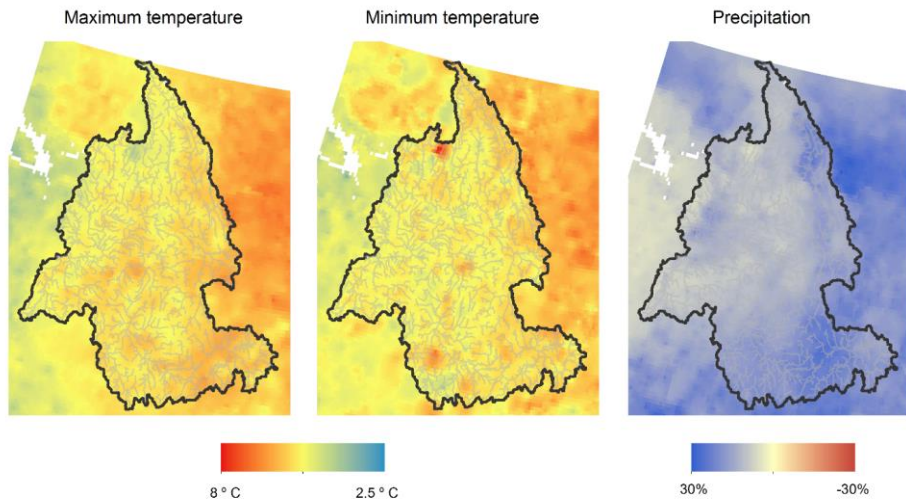 Maximum temperature
Minimum temperature
Precipitation
8 º C
2.5 º C
30%
-30%